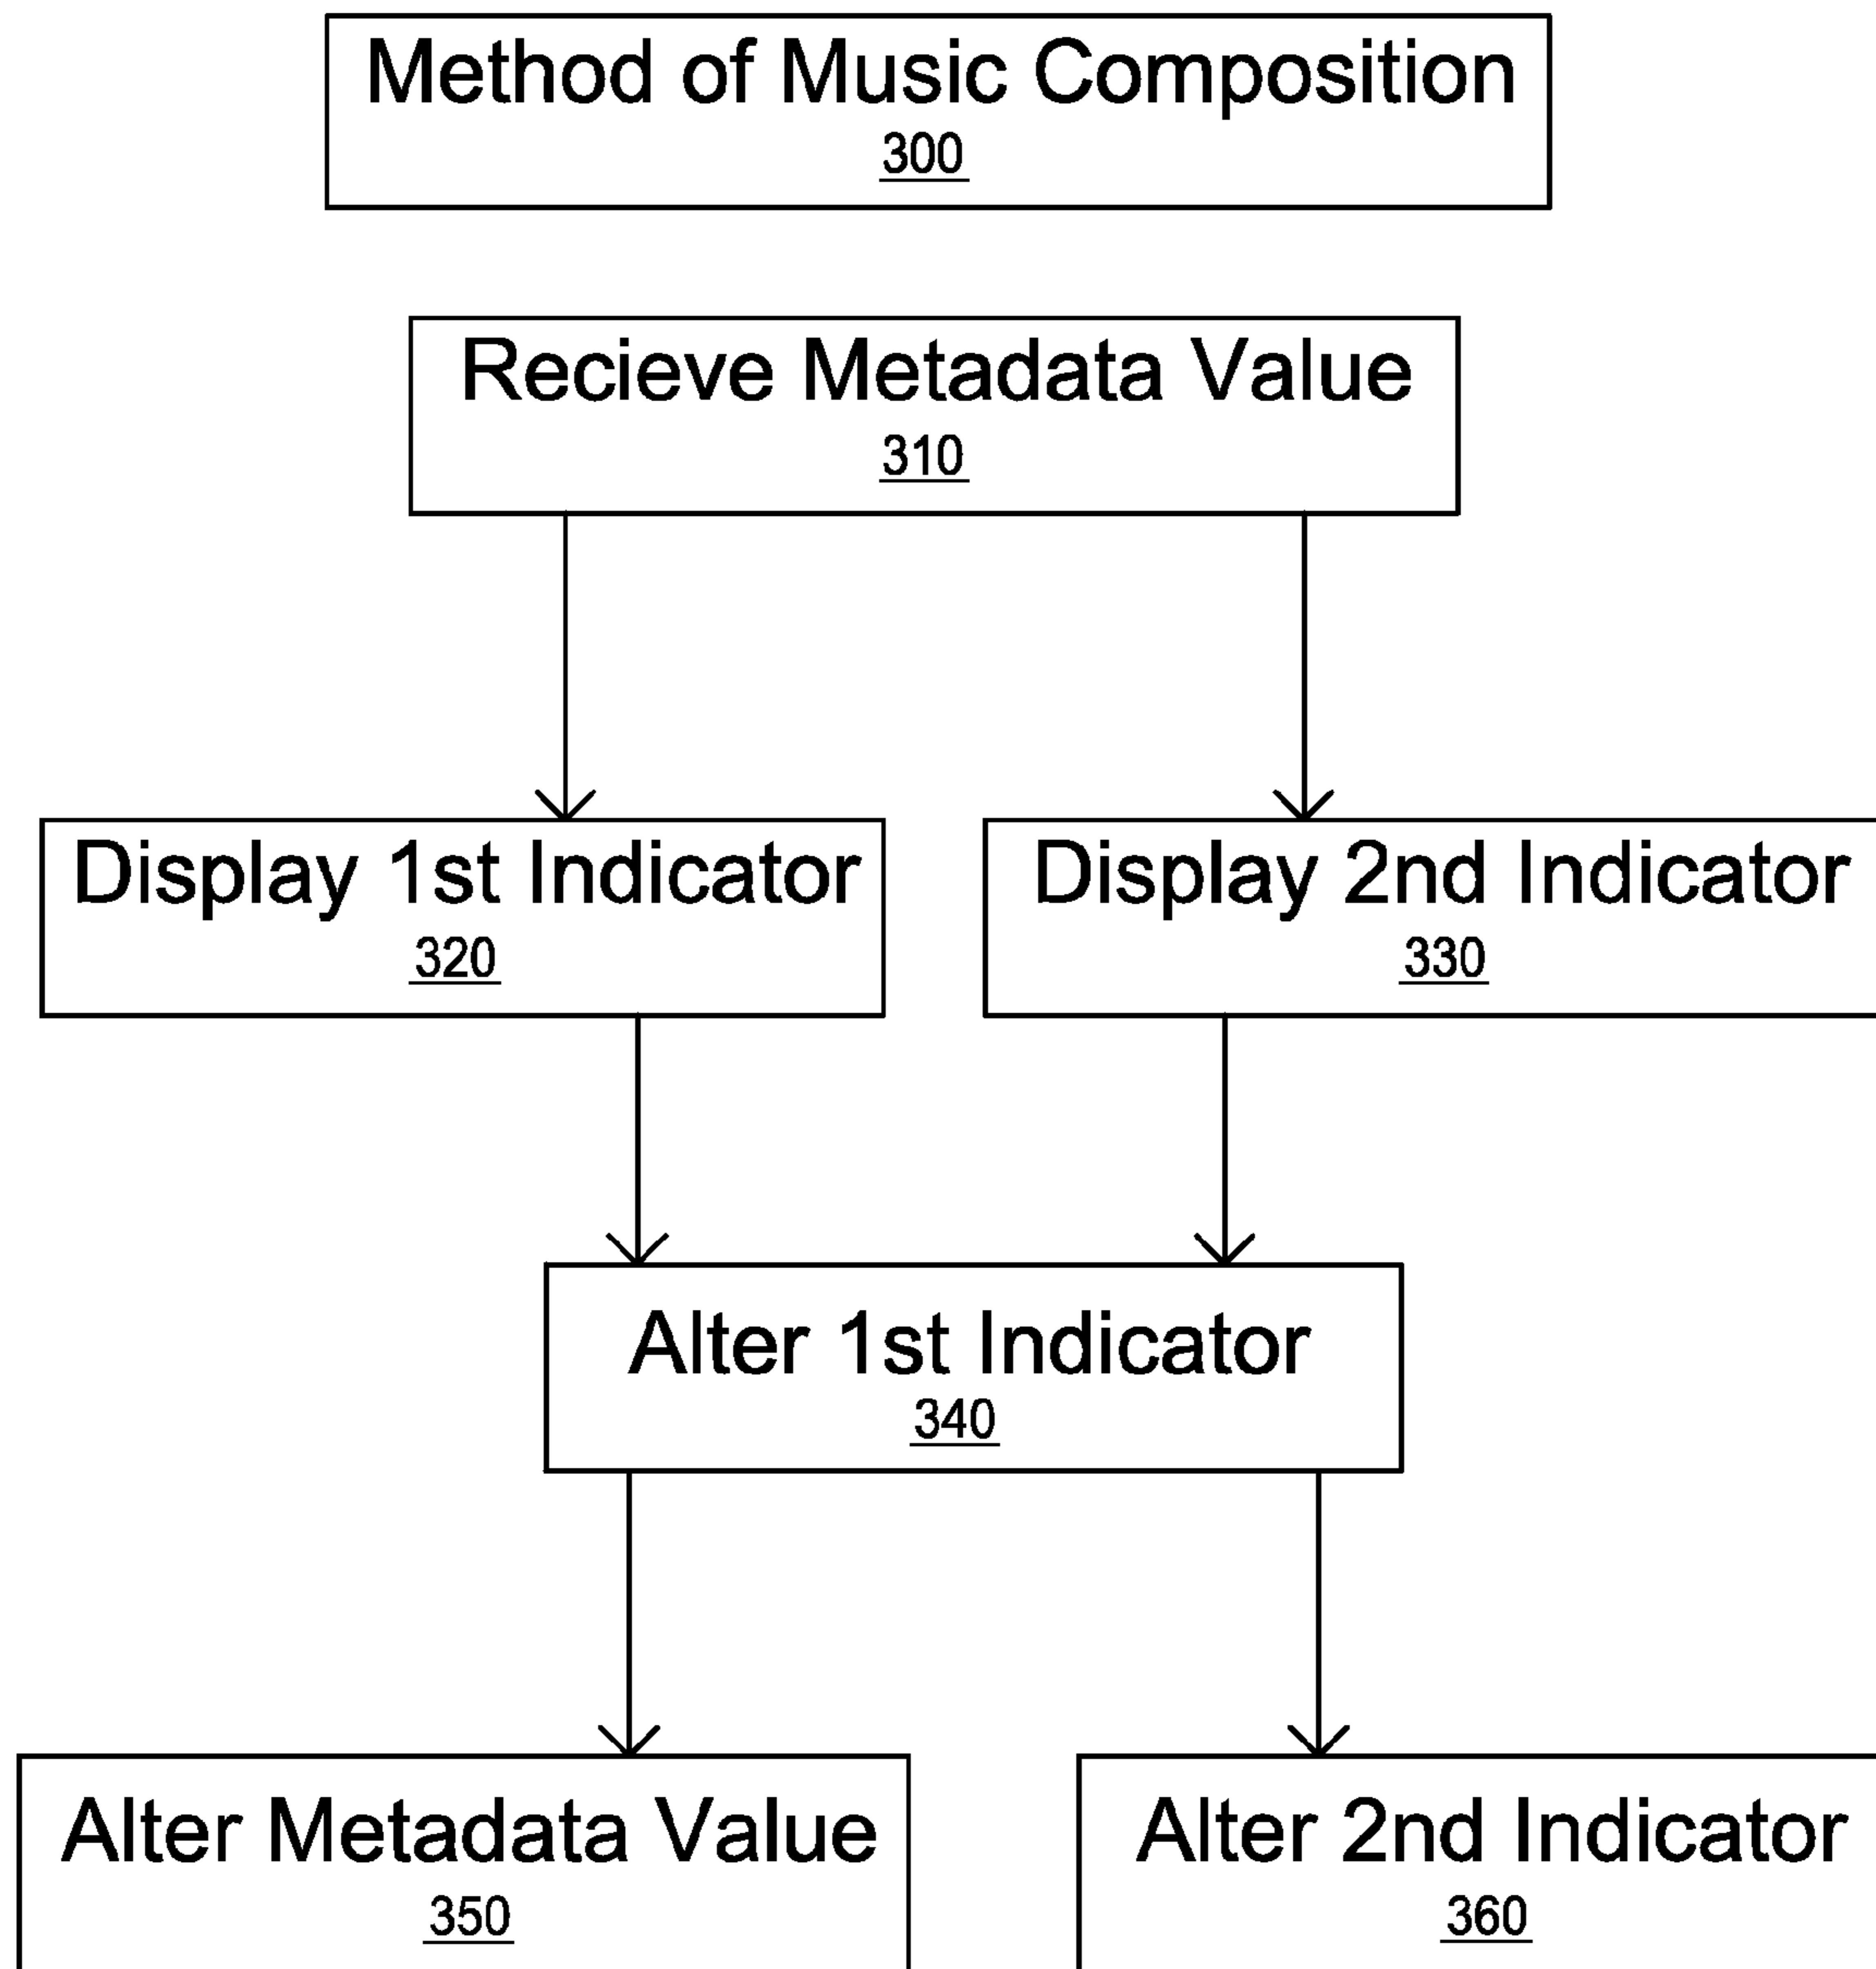 Method of Music Composition
300
Recieve Metadata Value
310
Display 1st Indicator
320
Display 2nd Indicator
330
Alter 1st Indicator
340
Alter Metadata Value
350
Alter 2nd Indicator
360